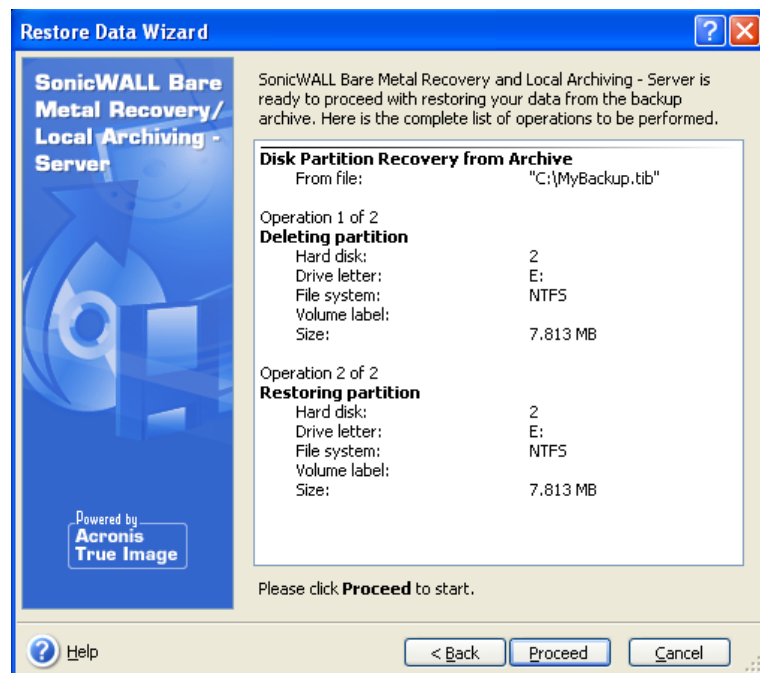 Restore Data Wizard
SonicWALL Bare
Metal Recovery/
Local Archiving -
Server
Powered by
Acronis
True Image
SonicWALL Bare Metal Recovery and Local Archiving - Server is
ready to proceed with restoring your data from the backup
archive. Here is the complete list of operations to be performed.
Disk Partition Recovery from Archive
From file: "C:\MyBackup.tib"
Operation 1 of 2
Deleting partition
Hard disk: 2
Drive letter: E:
File system: NTFS
Volume label:
Size: 7.813 MB
Operation 2 of 2
Restoring partition
Hard disk: 2
Drive letter: E:
File system: NTFS
Volume label:
Size: 7.813 MB
Please click Proceed to start.
Help
< Back
Proceed
Cancel